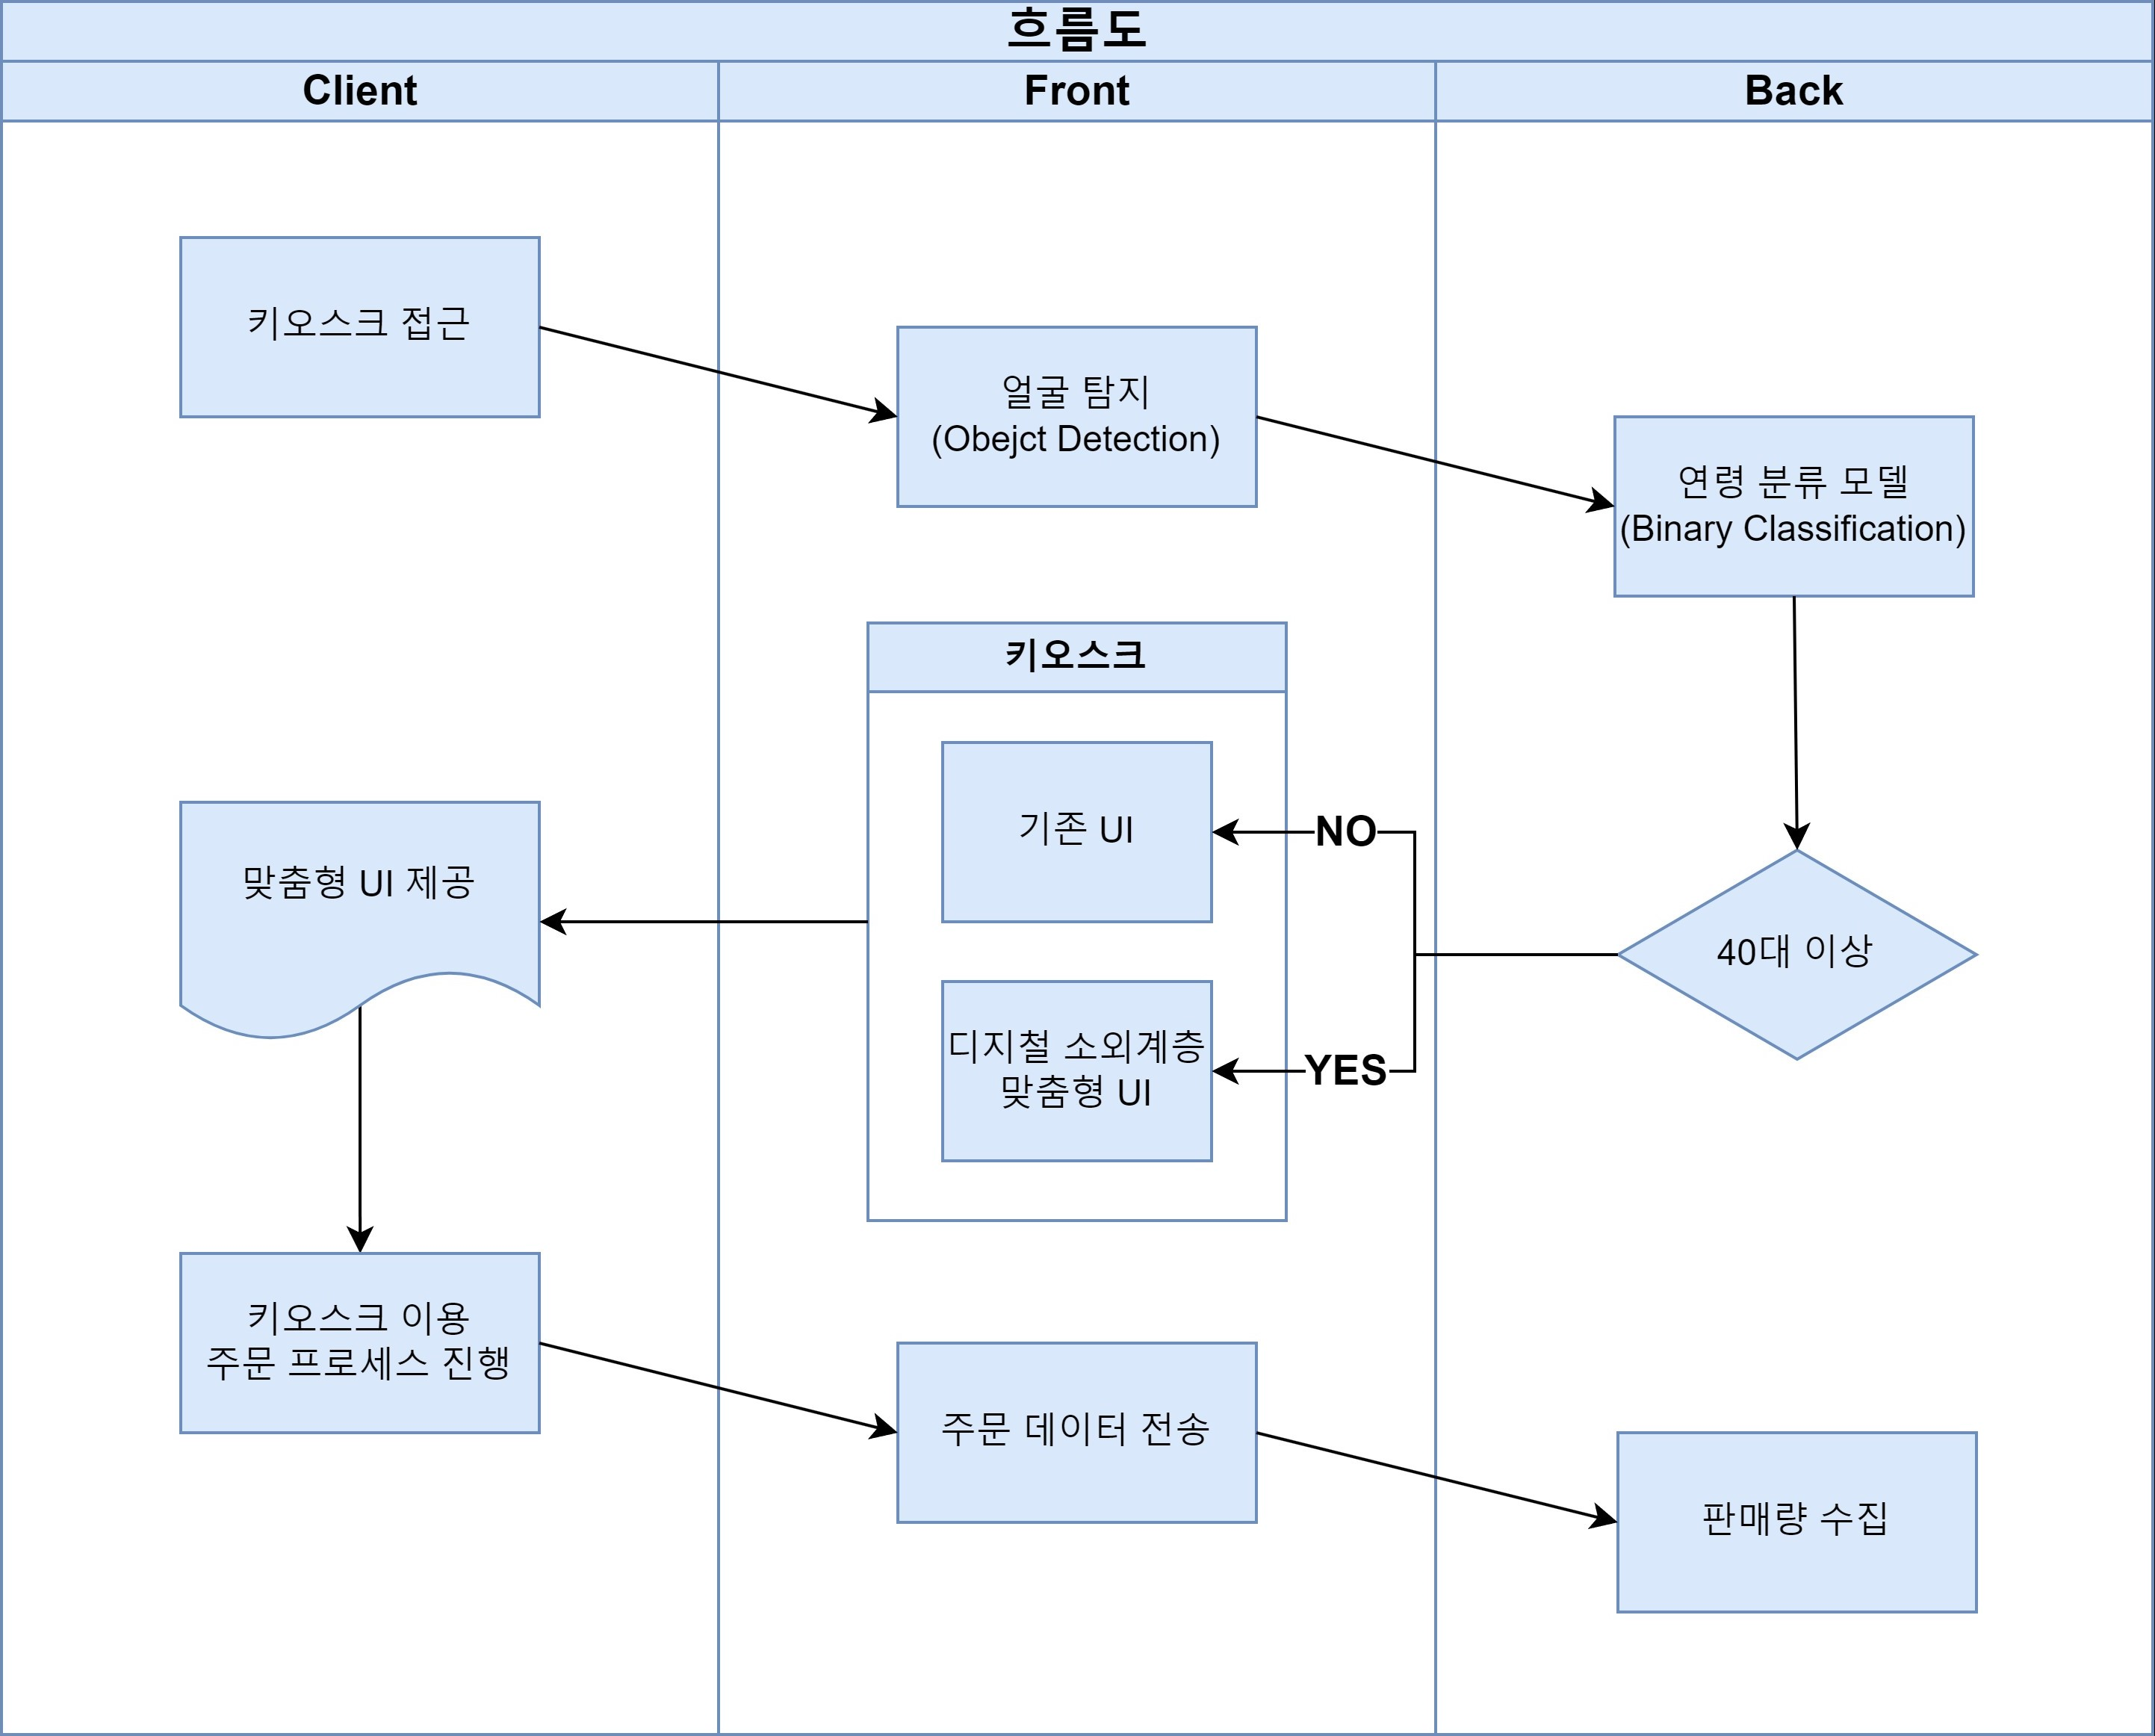 흐름도
Client
Front
Back
키오스크 접근
얼굴 탐지
(Obejct Detection)
연령 분류 모델
(Binary Classification)
키오스크
기존 UI
NO
맞춤형 UI 제공
40대 이상
디지철 소외계층
맞춤형 UI
YES
키오스크 이용
주문 프로세스 진행
주문 데이터 전송
판매량 수집